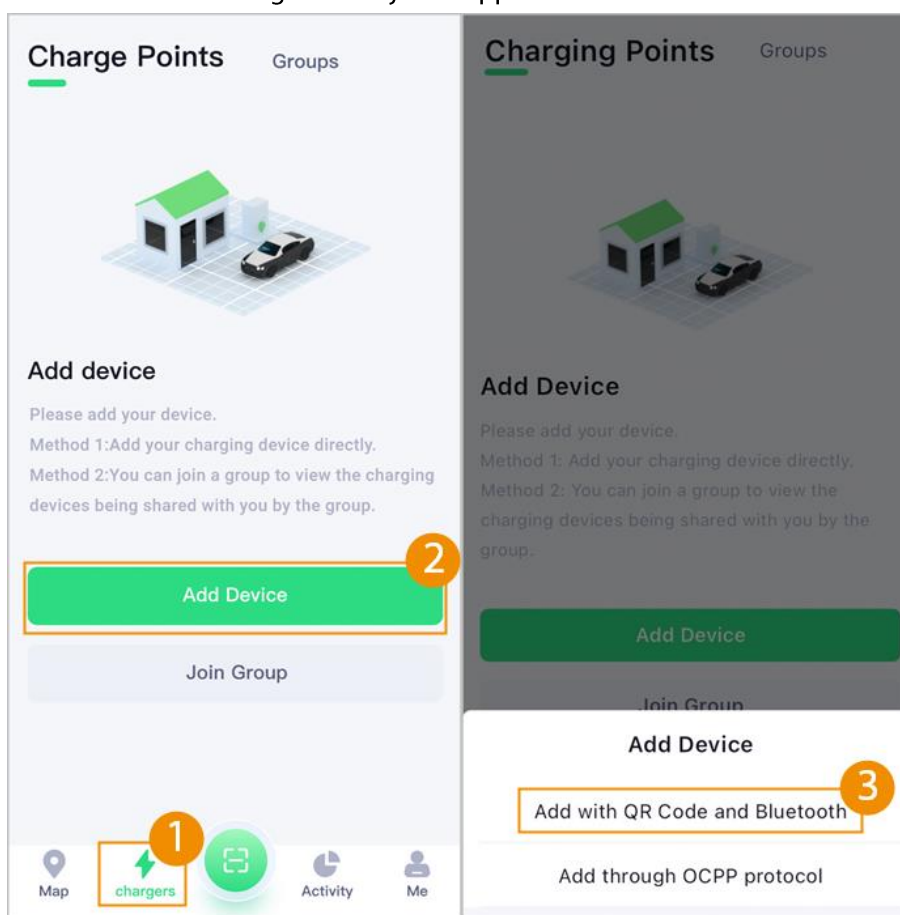 Charge Points
Groups
Add device
Please add your device.
Method 1:Add your charging device directly.
Method 2:You can join a group to view the charging
devices being shared with you by the group.
2
Add Device
Join Group
1
Map
chargers
Activity
Me
Charging Points
Groups
Add Device
Please add your device.
Method 1: Add your charging device directly.
Method 2: You can join a group to view the
charging devices being shared with you by the
group.
Add Device
Join Group
Add Device
3
Add with QR Code and Bluetooth
Add through OCPP protocol